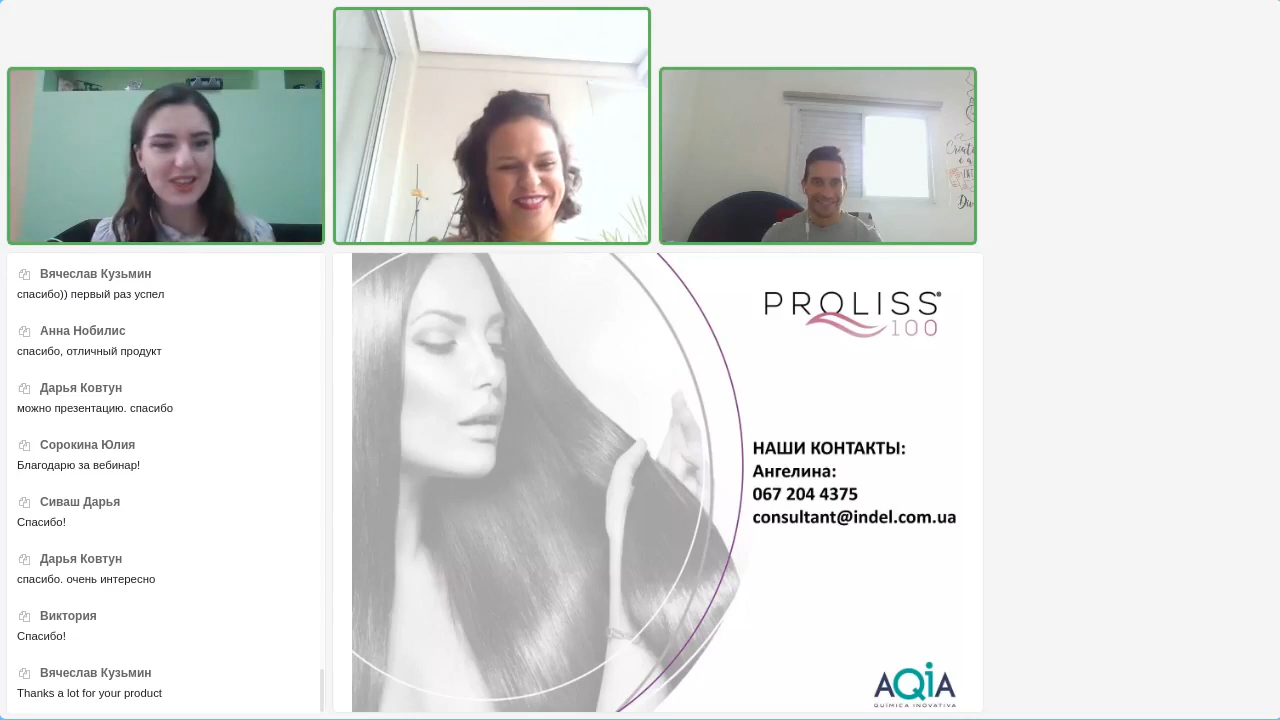 Create
Вячеслав Кузьмин
спасибо)) первый раз успел
Анна Нобилис
спасибо, отличный продукт
Дарья Ковтун
можно презентацию. спасибо
Сорокина Юлия
Благодарю за вебинар!
Сиваш Дарья
Спасибо!
Дарья Ковтун
спасибо. очень интересно
Виктория
Спасибо!
Вячеслав Кузьмин
Thanks a lot for your product
PROLISS®
100
НАШИ КОНТАКТЫ:
Ангелина:
067 204 4375
consultant@indel.com.ua
AQiA
QUÍMICA INOVATIVA